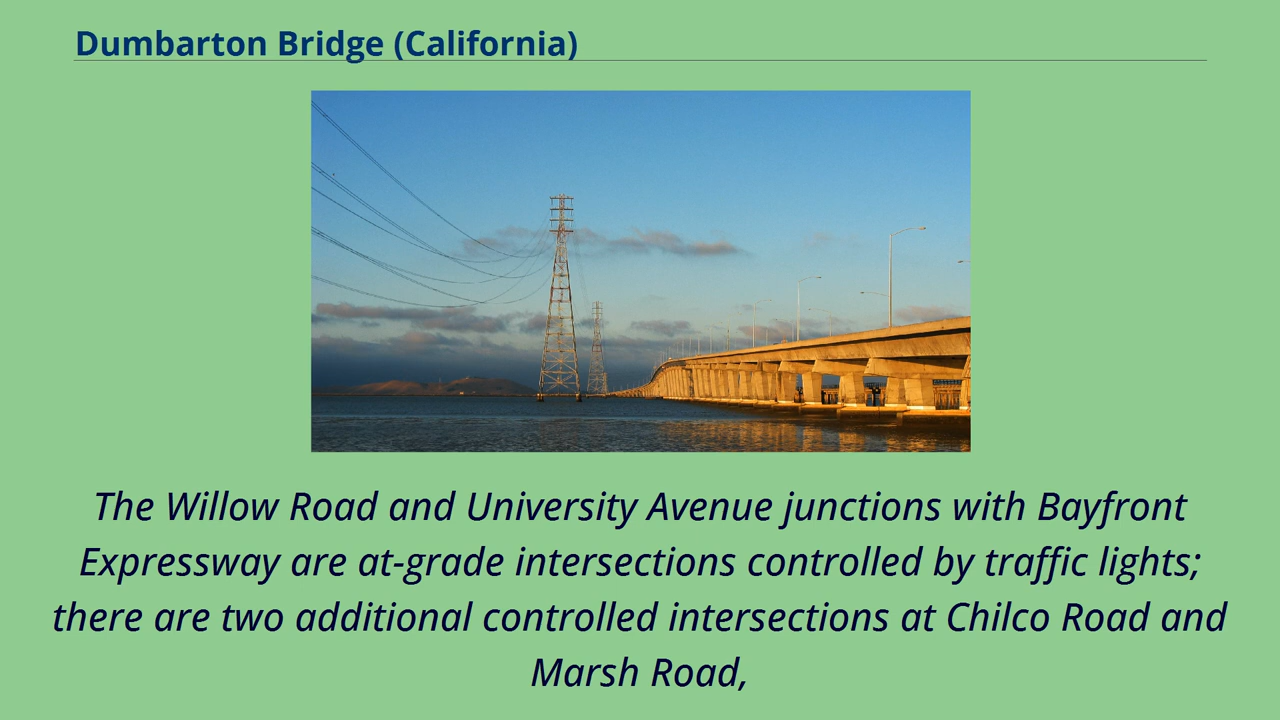 Dumbarton Bridge (California)
The Willow Road and University Avenue junctions with Bayfront
Expressway are at-grade intersections controlled by traffic lights;
there are two additional controlled intersections at Chilco Road and
Marsh Road,